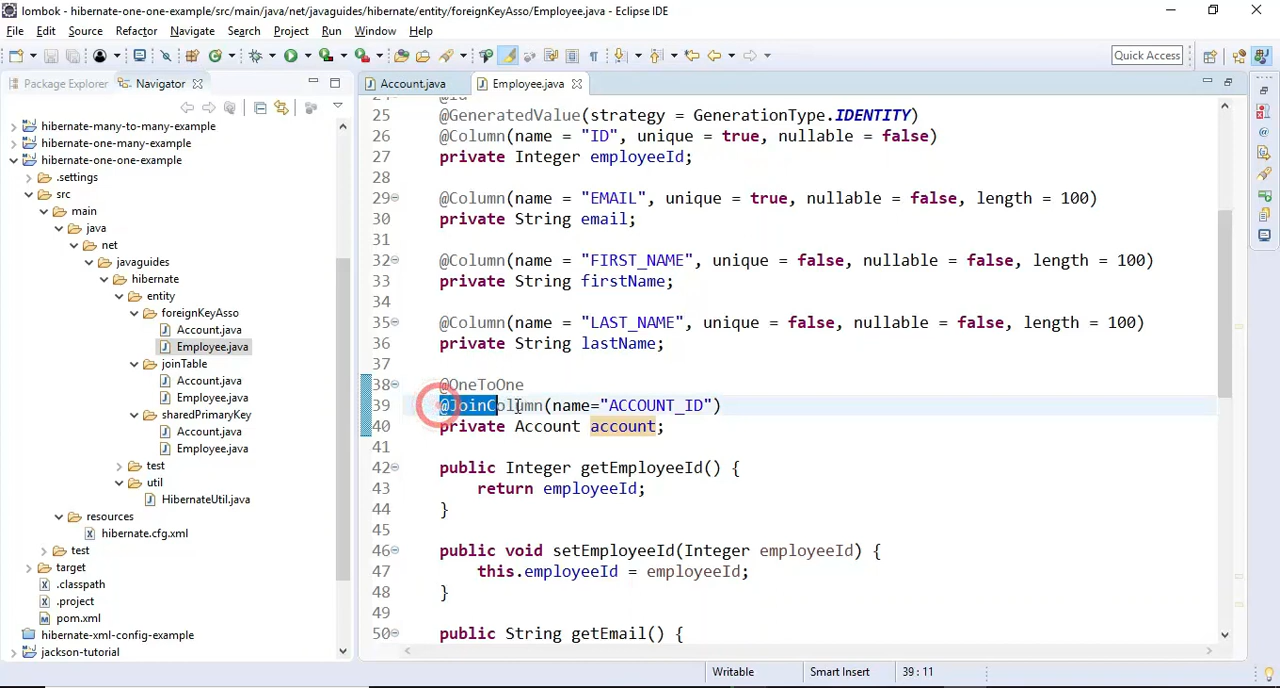 lombok - hibernate-one-one-example/src/main/java/net/javaguides/hibernate/entity/foreignKeyAsso/Employee.java - Eclipse IDE
File Edit Source Refactor Navigate Search Project Run Window Help
Quick Access
Package Explorer Navigator
Account.java Employee.java
hibernate-many-to-many-example
hibernate-one-many-example
hibernate-one-one-example
.settings
src
main
java
net
javaguides
hibernate
entity
foreignKeyAsso
Account.java
Employee.java
joinTable
Account.java
Employee.java
sharedPrimaryKey
Account.java
Employee.java
test
util
HibernateUtil.java
resources
hibernate.cfg.xml
test
target
.classpath
.project
pom.xml
hibernate-xml-config-example
jackson-tutorial
25 @GeneratedValue(strategy = GenerationType.IDENTITY)
26 @Column(name = "ID", unique = true, nullable = false)
27 private Integer employeeId;
28
29 @Column(name = "EMAIL", unique = true, nullable = false, length = 100)
30 private String email;
31
32 @Column(name = "FIRST_NAME", unique = false, nullable = false, length = 100)
33 private String firstName;
34
35 @Column(name = "LAST_NAME", unique = false, nullable = false, length = 100)
36 private String lastName;
37
38 @OneToOne
39 @JoinColumn(name="ACCOUNT_ID")
40 private Account account;
41
42 public Integer getEmployeeId() {
43 return employeeId;
44 }
45
46 public void setEmployeeId(Integer employeeId) {
47 this.employeeId = employeeId;
48 }
49
50 public String getEmail() {
Writable Smart Insert 39 : 11